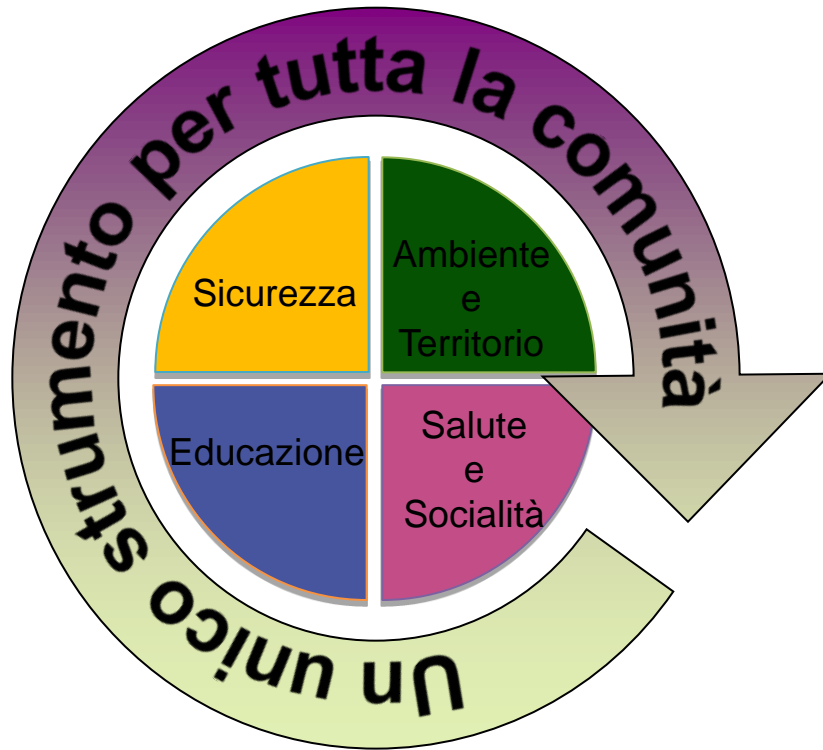 Un unico strumento per tutta la comunità
Sicurezza
Ambiente
e
Territorio
Educazione
Salute
e
Socialità